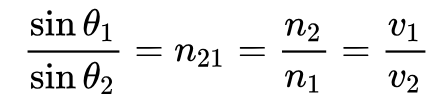 sin θ₁ / sin θ₂ = n₂₁ = n₂ / n₁ = v₁ / v₂